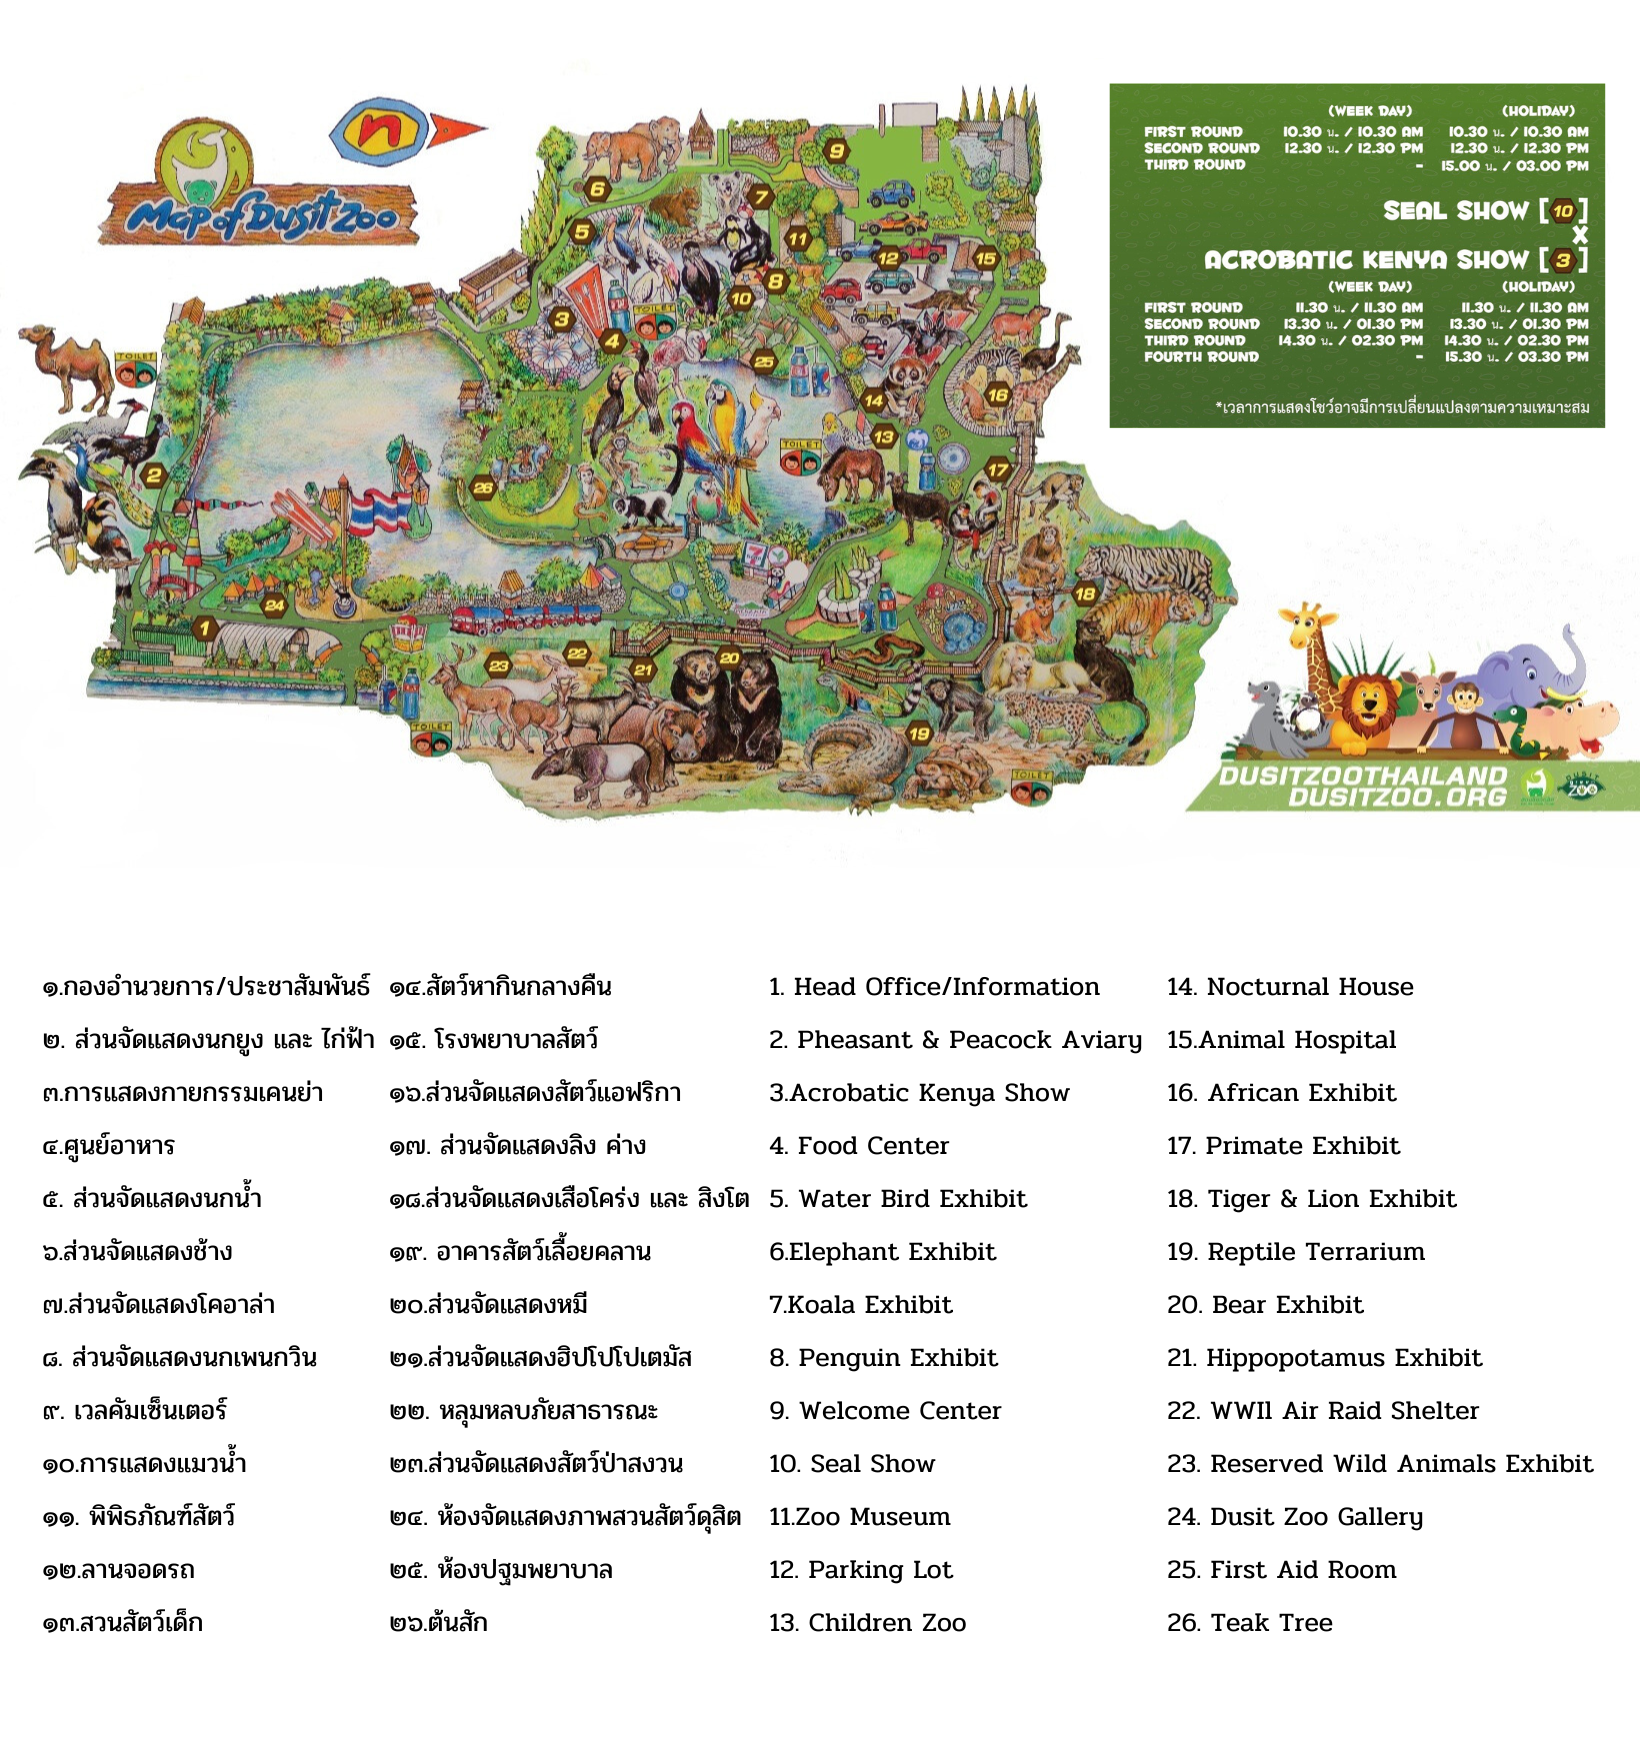 n
Map of Dusit Zoo
(WEEK DAY) (HOLIDAY)
FIRST ROUND 10.30 น. / 10.30 AM 10.30 น. / 10.30 AM
SECOND ROUND 12.30 น. / 12.30 PM 12.30 น. / 12.30 PM
THIRD ROUND - 15.00 น. / 03.00 PM
SEAL SHOW [10]
X
ACROBATIC KENYA SHOW [3]
(WEEK DAY) (HOLIDAY)
FIRST ROUND 11.30 น. / 11.30 AM 11.30 น. / 11.30 AM
SECOND ROUND 13.30 น. / 01.30 PM 13.30 น. / 01.30 PM
THIRD ROUND 14.30 น. / 02.30 PM 14.30 น. / 02.30 PM
FOURTH ROUND - 15.30 น. / 03.30 PM
*เวลาการแสดงโชว์อาจมีการเปลี่ยนแปลงตามความเหมาะสม
9
6
7
5
11
12
15
8
10
3
4
TOILET
TOILET
25
14
16
13
TOILET
17
2
26
7
18
24
1
23
22
21
20
19
TOILET
TOILET
DUSITZOOTHAILAND
DUSITZOO.ORG
ZOO
๑.กองอำนวยการ/ประชาสัมพันธ์ ๑๔.สัตว์หากินกลางคืน 1. Head Office/Information 14. Nocturnal House
๒. ส่วนจัดแสดงนกยูง และ ไก่ฟ้า ๑๕. โรงพยาบาลสัตว์ 2. Pheasant & Peacock Aviary 15.Animal Hospital
๓.การแสดงกายกรรมเคนย่า ๑๖.ส่วนจัดแสดงสัตว์แอฟริกา 3.Acrobatic Kenya Show 16. African Exhibit
๔.ศูนย์อาหาร ๑๗. ส่วนจัดแสดงลิง ค่าง 4. Food Center 17. Primate Exhibit
๕. ส่วนจัดแสดงนกน้ำ ๑๘.ส่วนจัดแสดงเสือโคร่ง และ สิงโต 5. Water Bird Exhibit 18. Tiger & Lion Exhibit
๖.ส่วนจัดแสดงช้าง ๑๙. อาคารสัตว์เลื้อยคลาน 6.Elephant Exhibit 19. Reptile Terrarium
๗.ส่วนจัดแสดงโคอาล่า ๒๐.ส่วนจัดแสดงหมี 7.Koala Exhibit 20. Bear Exhibit
๘. ส่วนจัดแสดงนกเพนกวิน ๒๑.ส่วนจัดแสดงฮิปโปโปเตมัส 8. Penguin Exhibit 21. Hippopotamus Exhibit
๙. เวลคัมเซ็นเตอร์ ๒๒. หลุมหลบภัยสาธารณะ 9. Welcome Center 22. WWIl Air Raid Shelter
๑๐.การแสดงแมวน้ำ ๒๓.ส่วนจัดแสดงสัตว์ป่าสงวน 10. Seal Show 23. Reserved Wild Animals Exhibit
๑๑. พิพิธภัณฑ์สัตว์ ๒๔. ห้องจัดแสดงภาพสวนสัตว์ดุสิต 11.Zoo Museum 24. Dusit Zoo Gallery
๑๒.ลานจอดรถ ๒๕. ห้องปฐมพยาบาล 12. Parking Lot 25. First Aid Room
๑๓.สวนสัตว์เด็ก ๒๖.ต้นสัก 13. Children Zoo 26. Teak Tree